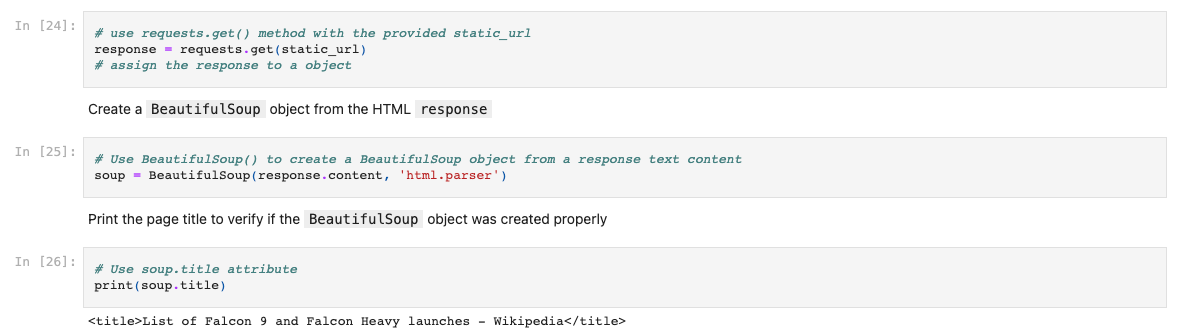 In [24]:
# use requests.get() method with the provided static_url
response = requests.get(static_url)
# assign the response to a object
Create a BeautifulSoup object from the HTML response
In [25]:
# Use BeautifulSoup() to create a BeautifulSoup object from a response text content
soup = BeautifulSoup(response.content, 'html.parser')
Print the page title to verify if the BeautifulSoup object was created properly
In [26]:
# Use soup.title attribute
print(soup.title)
<title>List of Falcon 9 and Falcon Heavy launches - Wikipedia</title>